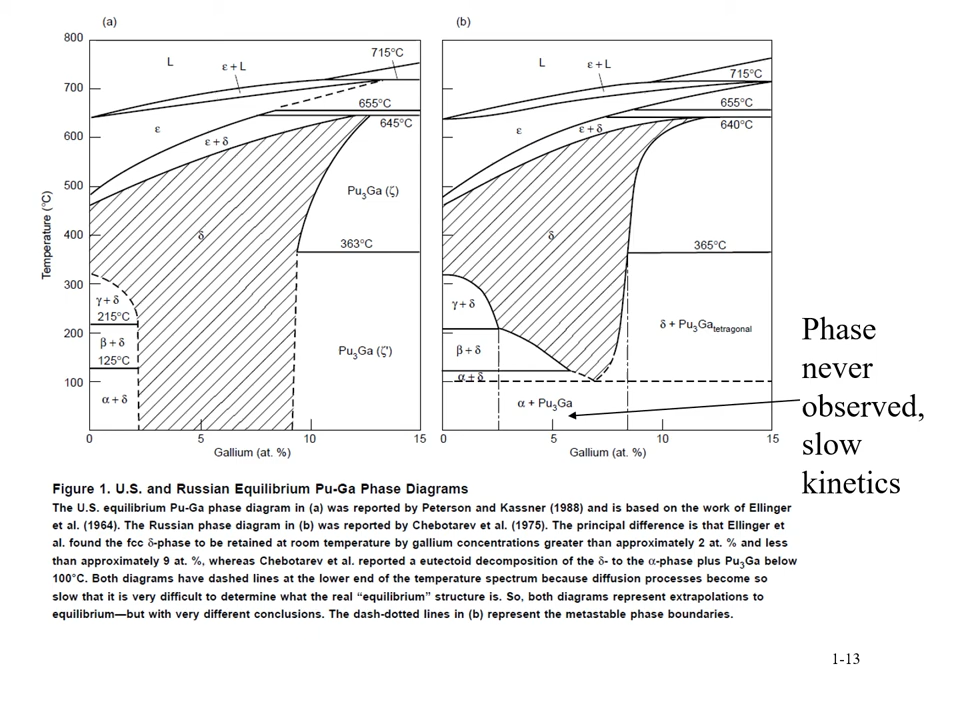 (a)
(b)
800
700
600
500
400
300
200
100
Temperature (°C)
L
ε + L
715°C
655°C
645°C
ε
ε + δ
Pu3Ga (ζ)
δ
363°C
γ + δ
215°C
β + δ
125°C
α + δ
Pu3Ga (ζ')
0
5
10
15
Gallium (at. %)
L
ε + L
715°C
655°C
640°C
ε
ε + δ
δ
365°C
γ + δ
β + δ
α + δ
δ + Pu3Gatetragonal
α + Pu3Ga
0
5
10
15
Gallium (at. %)
Phase
never
observed,
slow
kinetics
Figure 1. U.S. and Russian Equilibrium Pu-Ga Phase Diagrams
The U.S. equilibrium Pu-Ga phase diagram in (a) was reported by Peterson and Kassner (1988) and is based on the work of Ellinger
et al. (1964). The Russian phase diagram in (b) was reported by Chebotarev et al. (1975). The principal difference is that Ellinger et
al. found the fcc δ-phase to be retained at room temperature by gallium concentrations greater than approximately 2 at. % and less
than approximately 9 at. %, whereas Chebotarev et al. reported a eutectoid decomposition of the δ- to the α-phase plus Pu3Ga below
100°C. Both diagrams have dashed lines at the lower end of the temperature spectrum because diffusion processes become so
slow that it is very difficult to determine what the real “equilibrium” structure is. So, both diagrams represent extrapolations to
equilibrium—but with very different conclusions. The dash-dotted lines in (b) represent the metastable phase boundaries.
1-13